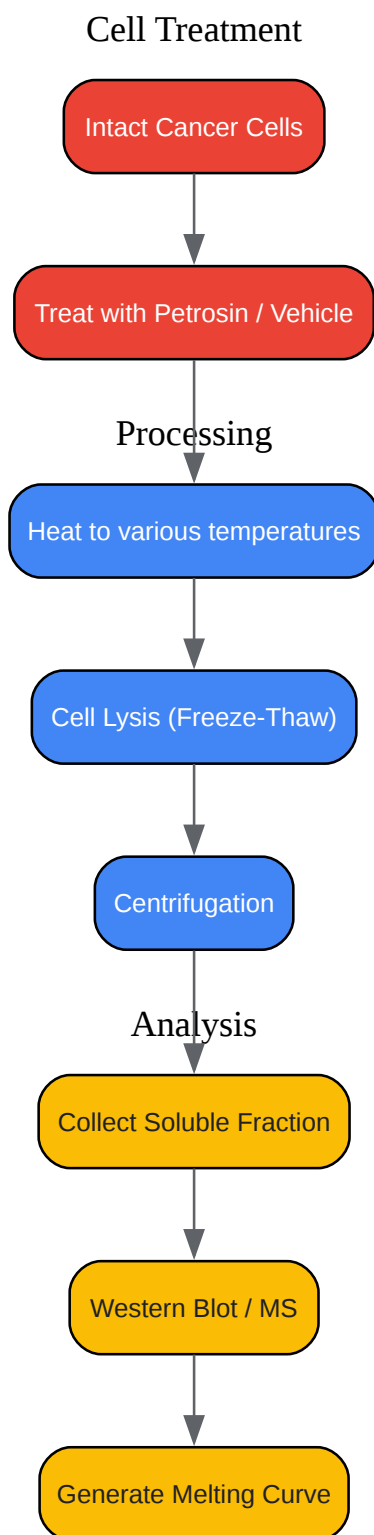 Cell Treatment
Intact Cancer Cells
Treat with Petrosin / Vehicle
Processing
Heat to various temperatures
Cell Lysis (Freeze-Thaw)
Centrifugation
Analysis
Collect Soluble Fraction
Western Blot / MS
Generate Melting Curve